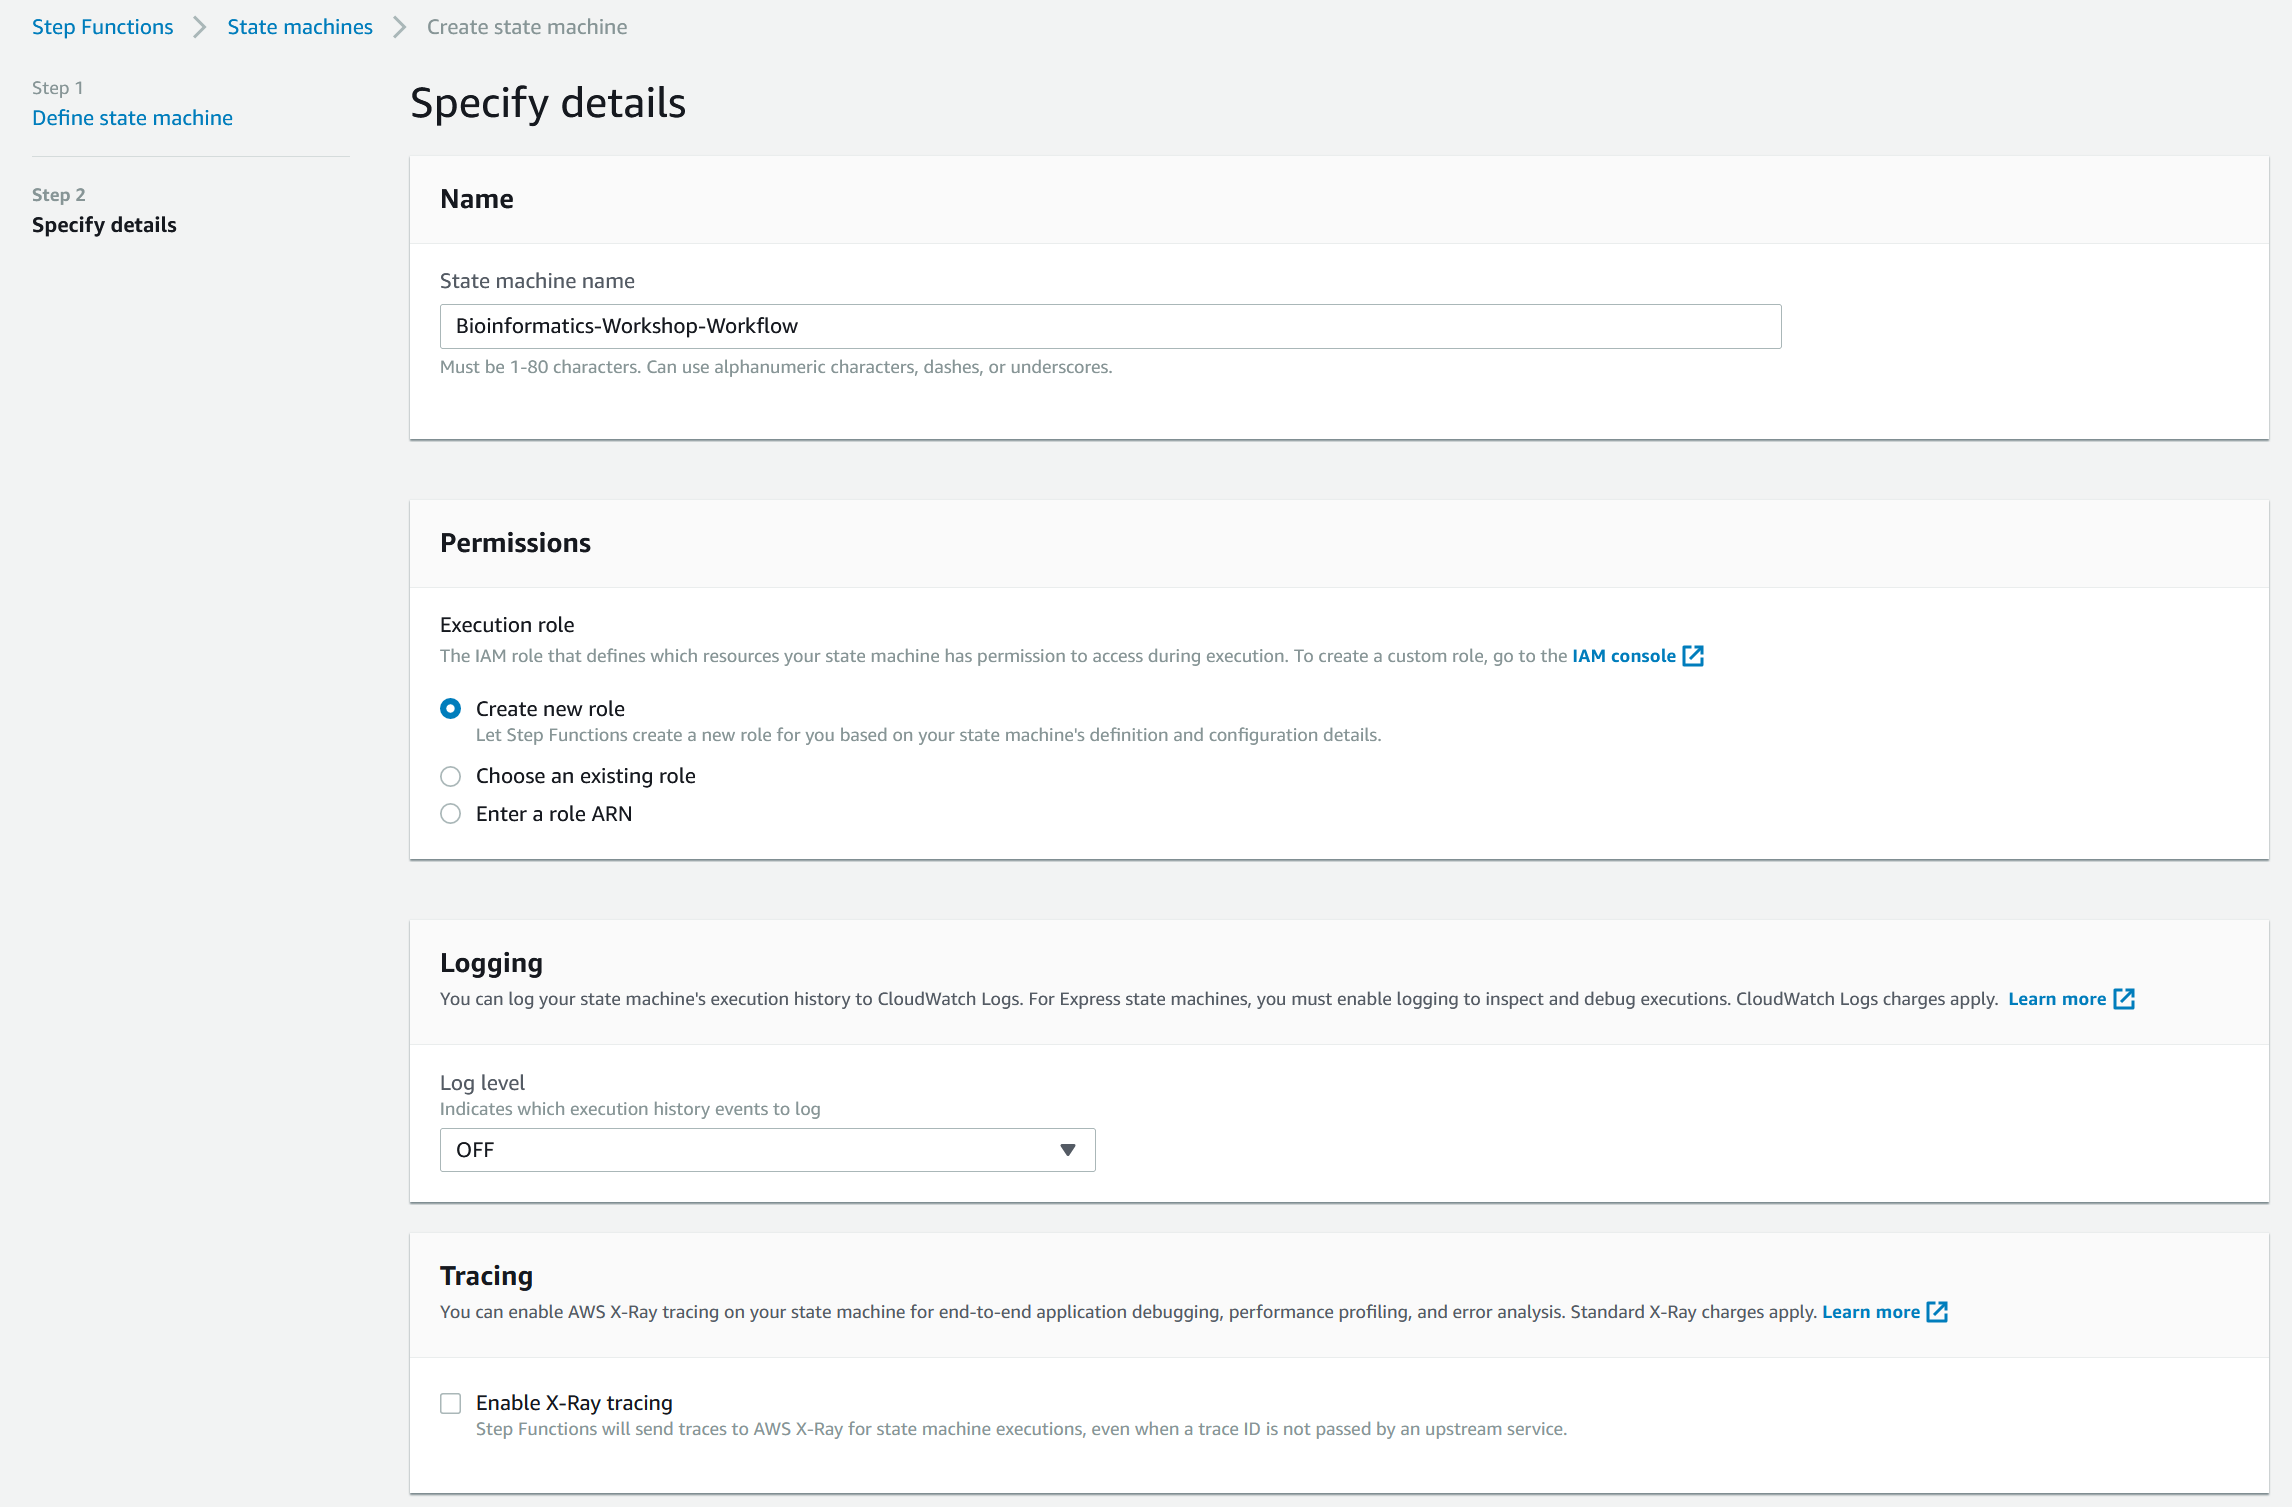 Step Functions > State machines > Create state machine
Step 1
Define state machine
Step 2
Specify details
Specify details
Name
State machine name
Bioinformatics-Workshop-Workflow
Must be 1-80 characters. Can use alphanumeric characters, dashes, or underscores.
Permissions
Execution role
The IAM role that defines which resources your state machine has permission to access during execution. To create a custom role, go to the IAM console
Create new role
Let Step Functions create a new role for you based on your state machine's definition and configuration details.
Choose an existing role
Enter a role ARN
Logging
You can log your state machine's execution history to CloudWatch Logs. For Express state machines, you must enable logging to inspect and debug executions. CloudWatch Logs charges apply. Learn more
Log level
Indicates which execution history events to log
OFF
Tracing
You can enable AWS X-Ray tracing on your state machine for end-to-end application debugging, performance profiling, and error analysis. Standard X-Ray charges apply. Learn more
Enable X-Ray tracing
Step Functions will send traces to AWS X-Ray for state machine executions, even when a trace ID is not passed by an upstream service.